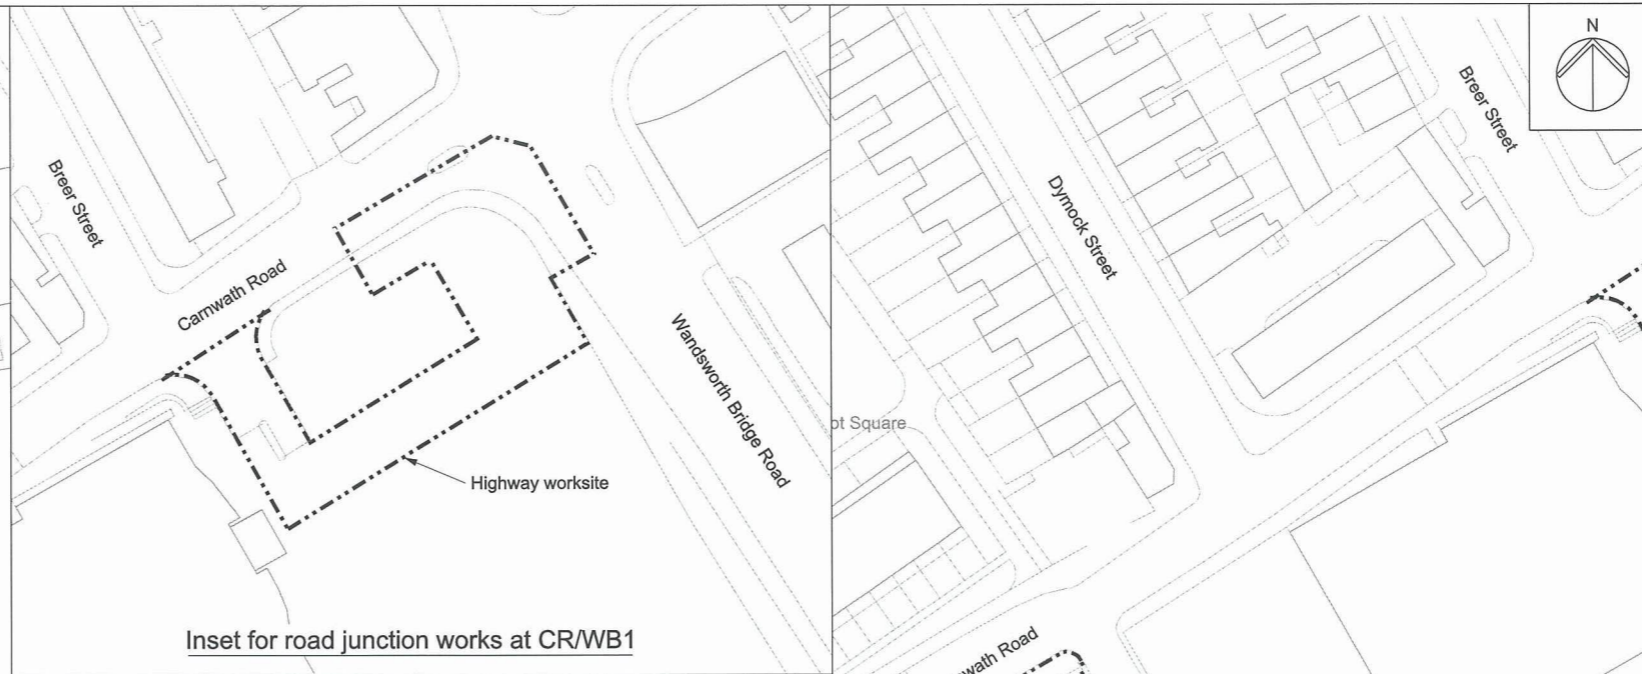 Breer Street
Carnwath Road
Wandsworth Bridge Road
Highway worksite
Inset for road junction works at CR/WB1
N
Breer Street
Dymock Street
ot Square
wath Road